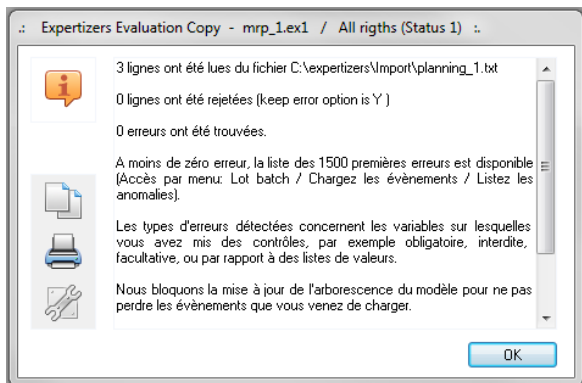 .: Expertizers Evaluation Copy - mrp_1.ex1 / All rigths (Status 1) :.
3 lignes ont été lues du fichier C:\expertizers\Import\planning_1.txt
0 lignes ont été rejetées (keep error option is Y )
0 erreurs ont été trouvées.
A moins de zéro erreur, la liste des 1500 premières erreurs est disponible
(Accès par menu: Lot batch / Chargez les évènements / Listez les
anomalies).
Les types d'erreurs détectées concernent les variables sur lesquelles
vous avez mis des contrôles, par exemple obligatoire, interdite,
facultative, ou par rapport à des listes de valeurs.
Nous bloquons la mise à jour de l'arborescence du modèle pour ne pas
perdre les évènements que vous venez de charger.
OK